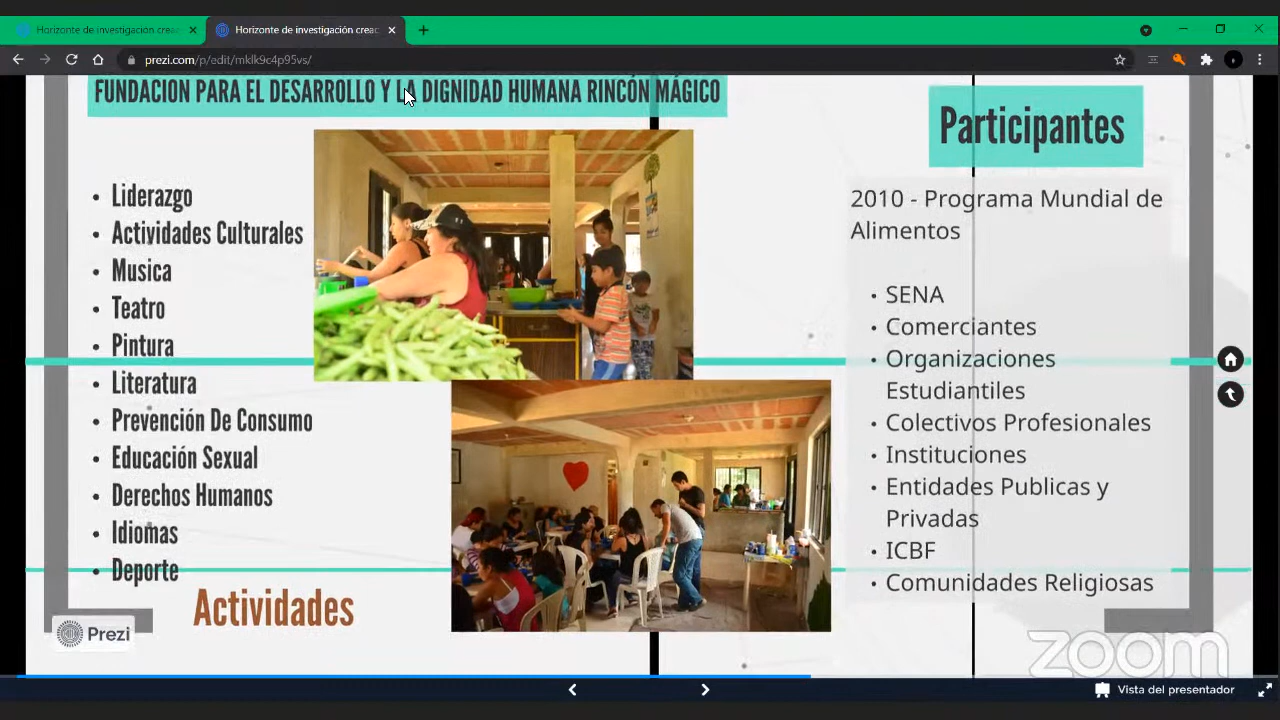 Horizonte de investigación creac
Horizonte de investigación creac
prezi.com/p/edit/mklk9c4p95vs/
FUNDACION PARA EL DESARROLLO Y LA DIGNIDAD HUMANA RINCÓN MÁGICO
Liderazgo
Actividades Culturales
Musica
Teatro
Pintura
Literatura
Prevención De Consumo
Educación Sexual
Derechos Humanos
Idiomas
Deporte
Actividades
Prezi
Participantes
2010 - Programa Mundial de
Alimentos
SENA
Comerciantes
Organizaciones
Estudiantiles
Colectivos Profesionales
Instituciones
Entidades Publicas y
Privadas
ICBF
Comunidades Religiosas
zoom
Vista del presentador